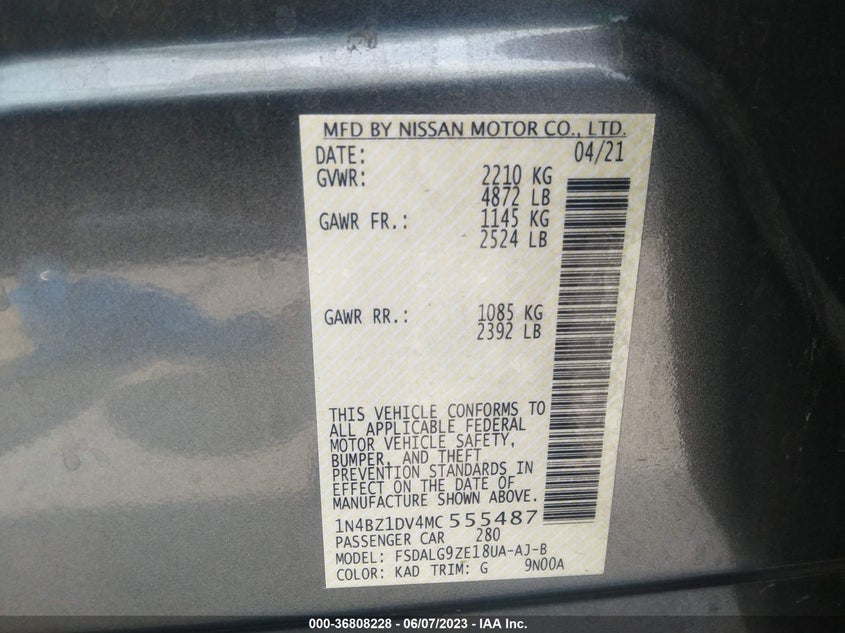 MFD BY NISSAN MOTOR CO., LTD.
DATE: 04/21
GVWR: 2210 KG
4872 LB
GAWR FR.: 1145 KG
2524 LB
GAWR RR.: 1085 KG
2392 LB
THIS VEHICLE CONFORMS TO
ALL APPLICABLE FEDERAL
MOTOR VEHICLE SAFETY,
BUMPER, AND THEFT
PREVENTION STANDARDS IN
EFFECT ON THE DATE OF
MANUFACTURE SHOWN ABOVE.
1N4BZ1DV4MC 555487
PASSENGER CAR 280
MODEL: FSDALG9ZE18UA-AJ-B
COLOR: KAD TRIM: G 9N00A
000-36808228 - 06/07/2023 - IAA Inc.